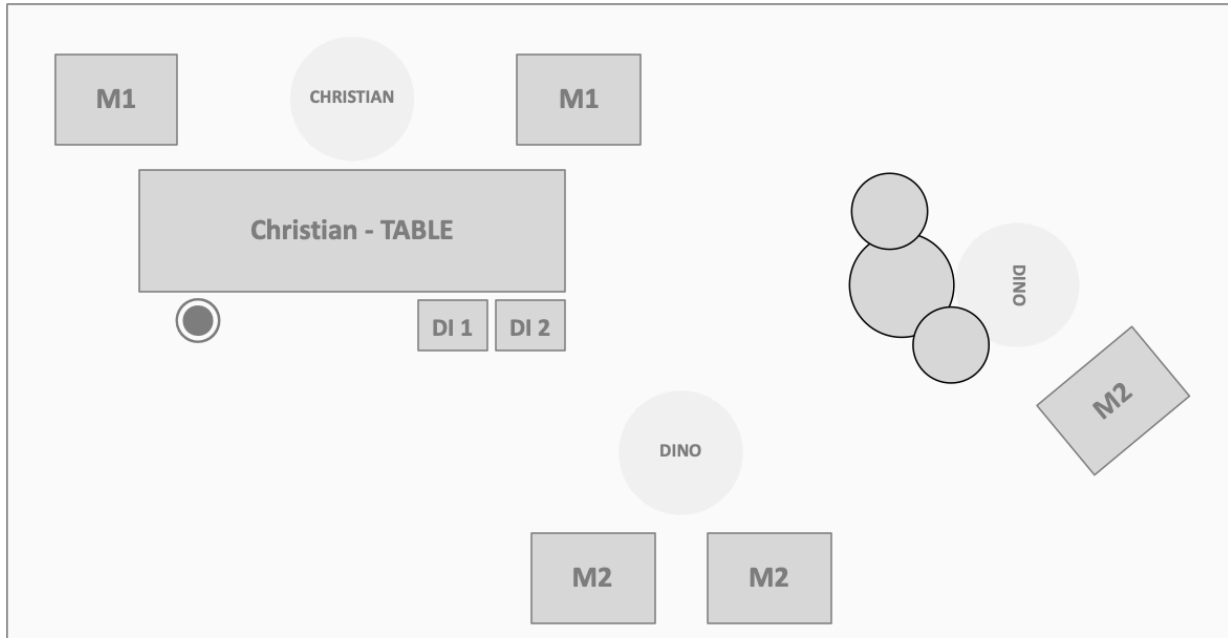 M1
CHRISTIAN
M1
Christian - TABLE
DI 1
DI 2
DINO
M2
DINO
M2
M2